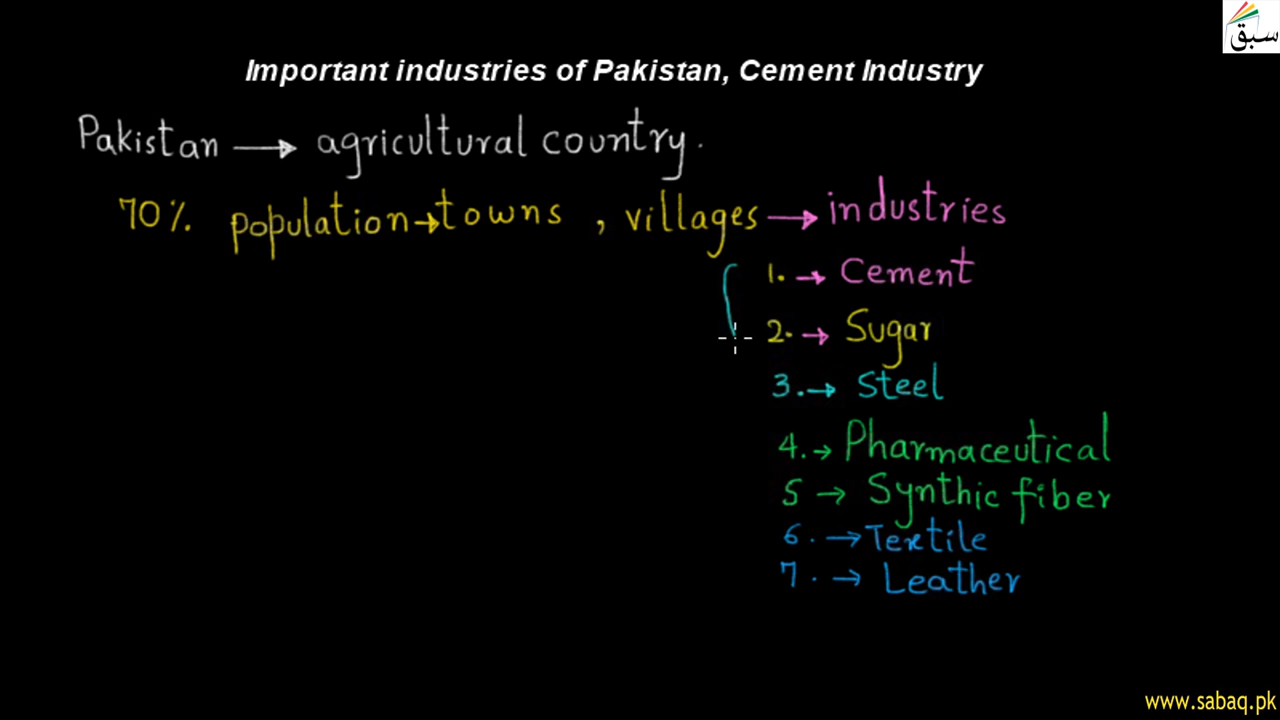 سبق
Important industries of Pakistan, Cement Industry
Pakistan → agricultural country.
70% population → towns , villages → industries
1. → Cement
2. → Sugar
3. → Steel
4. → Pharmaceutical
5 → Synthic fiber
6. → Textile
7. → Leather
www.sabaq.pk